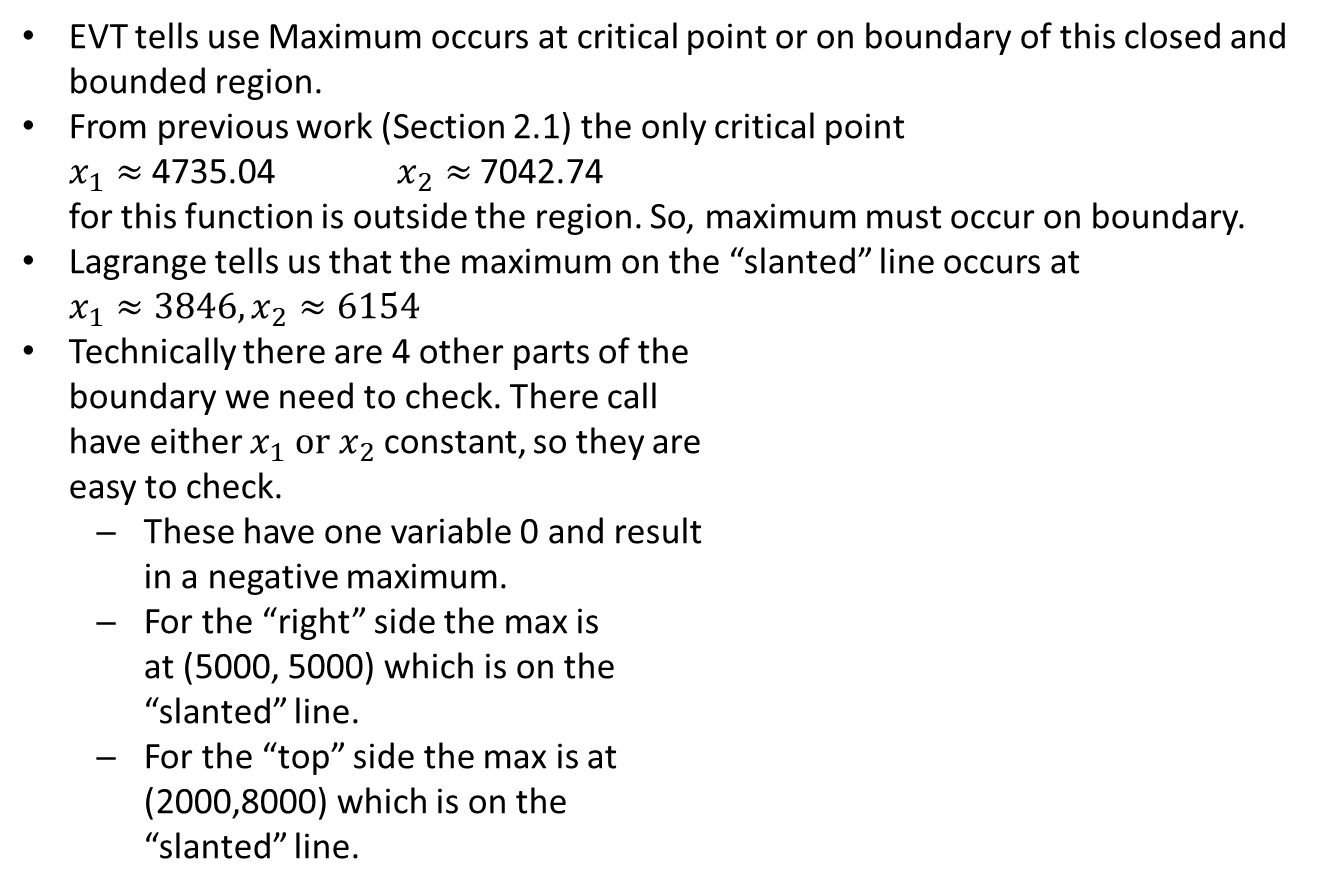 • EVT tells use Maximum occurs at critical point or on boundary of this closed and
bounded region.
• From previous work (Section 2.1) the only critical point
x₁ ≈ 4735.04 x₂ ≈ 7042.74
for this function is outside the region. So, maximum must occur on boundary.
• Lagrange tells us that the maximum on the “slanted” line occurs at
x₁ ≈ 3846, x₂ ≈ 6154
• Technically there are 4 other parts of the
boundary we need to check. There call
have either x₁ or x₂ constant, so they are
easy to check.
– These have one variable 0 and result
in a negative maximum.
– For the “right” side the max is
at (5000, 5000) which is on the
“slanted” line.
– For the “top” side the max is at
(2000,8000) which is on the
“slanted” line.